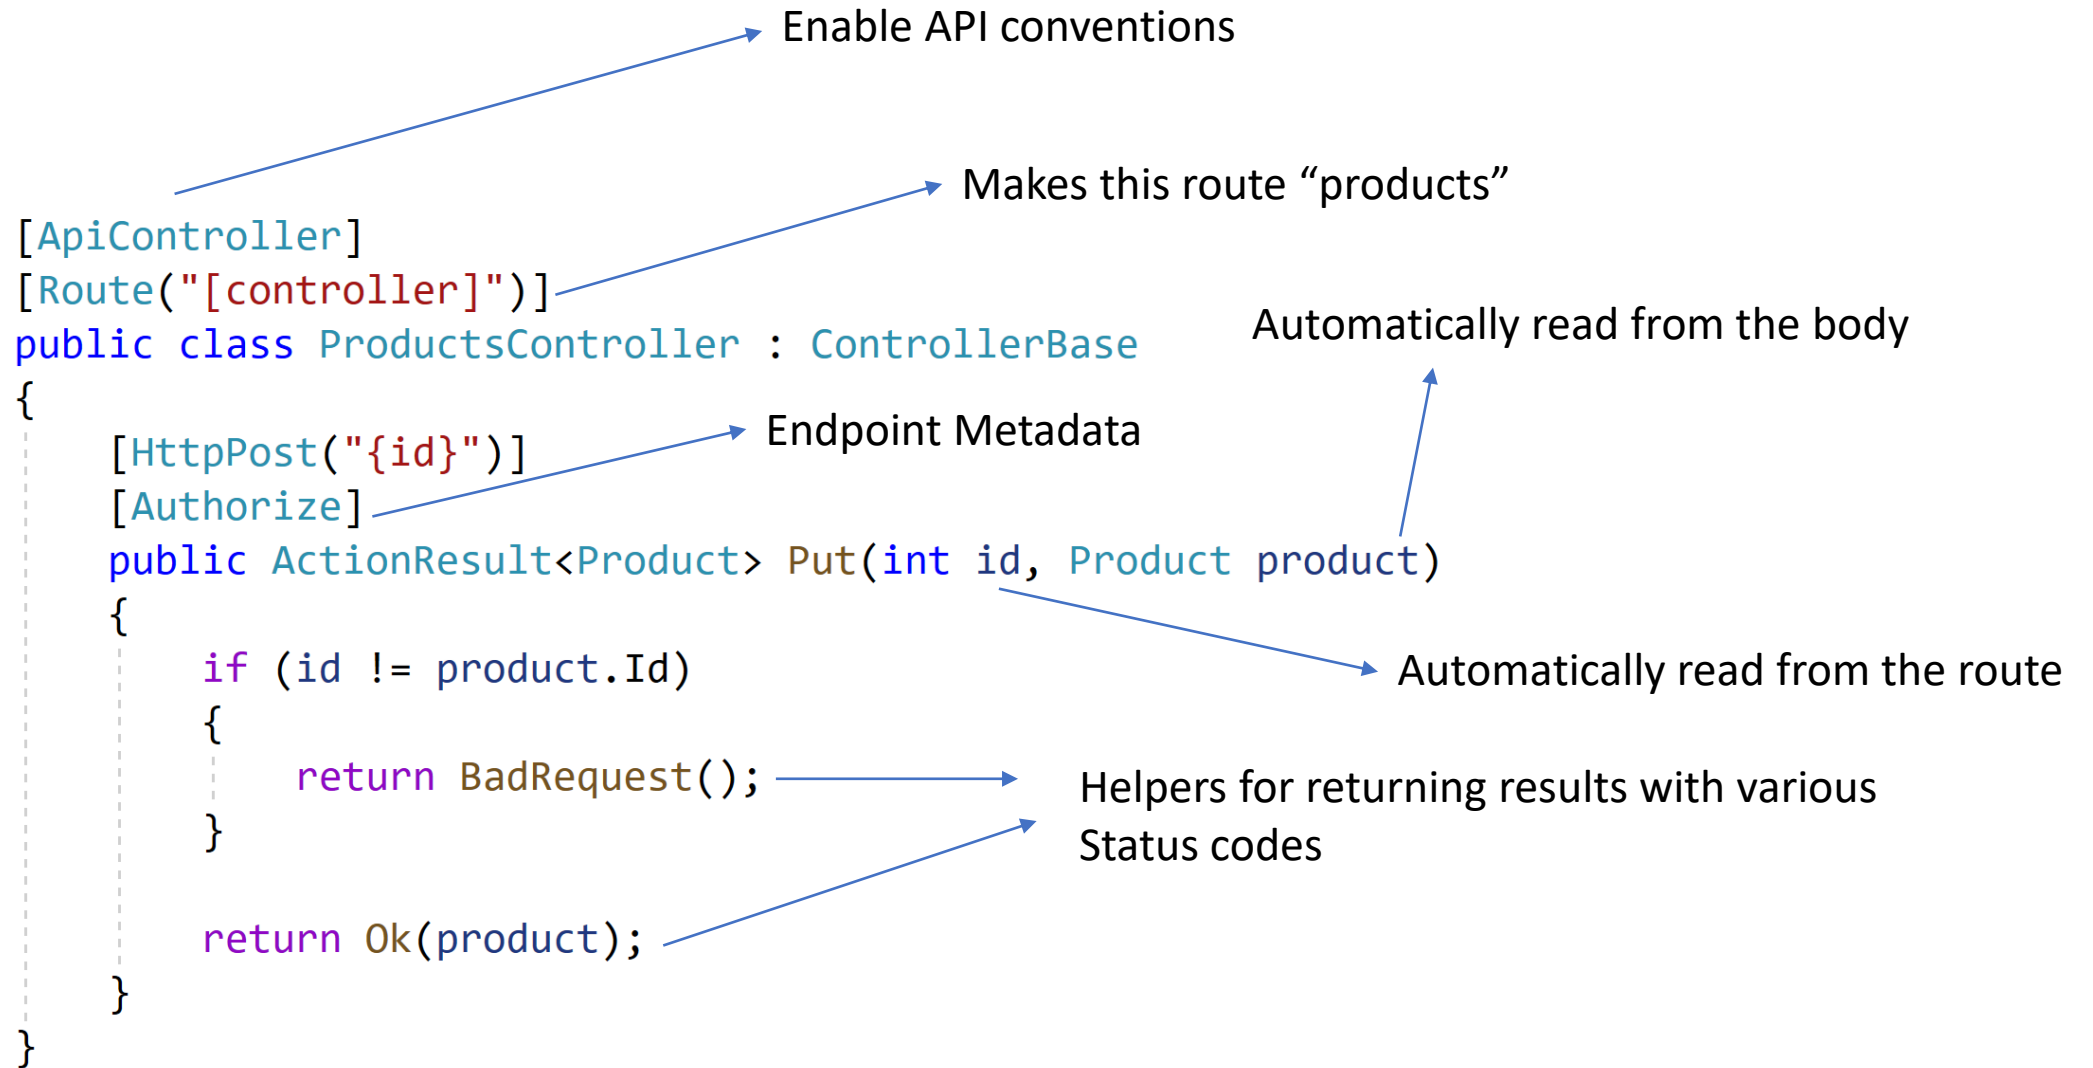 Enable API conventions
Makes this route “products”
[ApiController]
[Route("[controller]")]
Automatically read from the body
public class ProductsController : ControllerBase
{
Endpoint Metadata
[HttpPost("{id}")]
[Authorize]
public ActionResult<Product> Put(int id, Product product)
{
if (id != product.Id)
Automatically read from the route
{
return BadRequest();
Helpers for returning results with various
Status codes
}
return Ok(product);
}
}